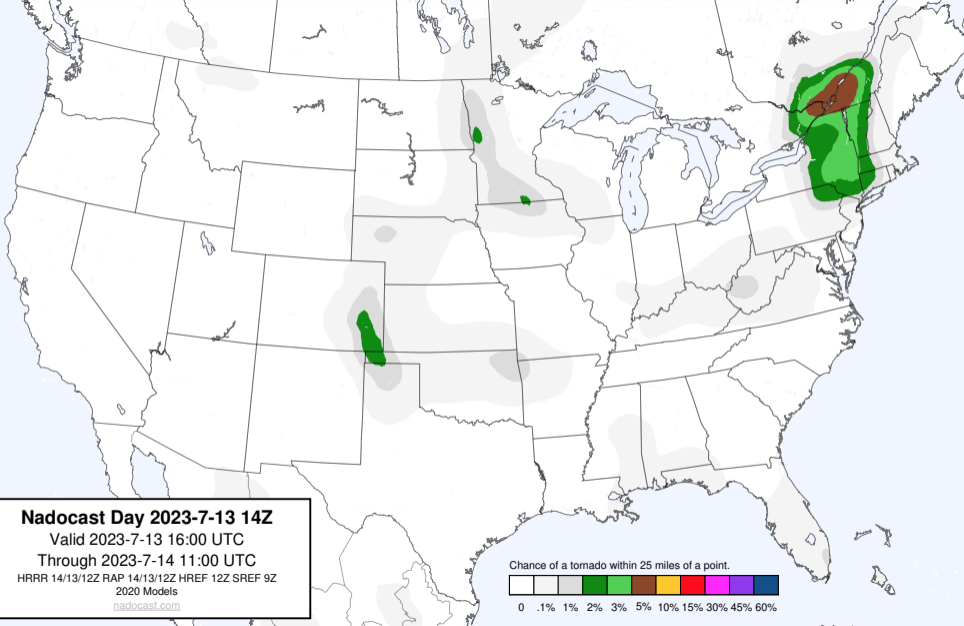 Nadocast Day 2023-7-13 14Z
Valid 2023-7-13 16:00 UTC
Through 2023-7-14 11:00 UTC
HRRR 14/13/12Z RAP 14/13/12Z HREF 12Z SREF 9Z
2020 Models
nadocast.com
Chance of a tornado within 25 miles of a point.
0 .1% 1% 2% 3% 5% 10% 15% 30% 45% 60%